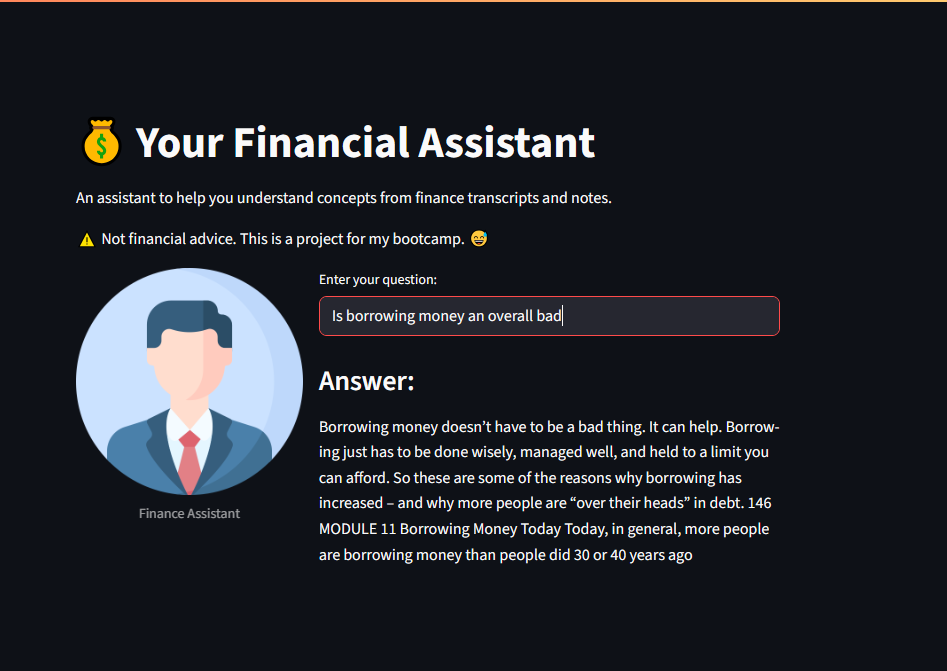 Your Financial Assistant
An assistant to help you understand concepts from finance transcripts and notes.
⚠️ Not financial advice. This is a project for my bootcamp. 😅
Enter your question:
Is borrowing money an overall bad
Answer:
Borrowing money doesn’t have to be a bad thing. It can help. Borrow-
ing just has to be done wisely, managed well, and held to a limit you
can afford. So these are some of the reasons why borrowing has
increased – and why more people are “over their heads” in debt. 146
MODULE 11 Borrowing Money Today Today, in general, more people
are borrowing money than people did 30 or 40 years ago
Finance Assistant